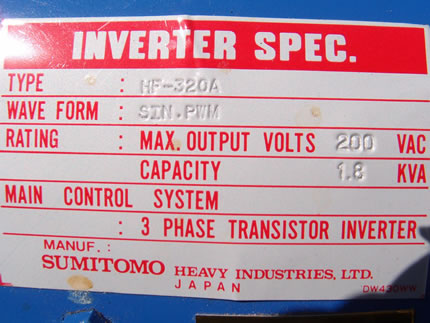 INVERTER SPEC.
TYPE : HF-320A
WAVE FORM : SIN.PWM
RATING : MAX. OUTPUT VOLTS 200 VAC
CAPACITY 1.8 KVA
MAIN CONTROL SYSTEM
: 3 PHASE TRANSISTOR INVERTER
MANUF. :
SUMITOMO HEAVY INDUSTRIES, LTD.
JAPAN
DW430WW